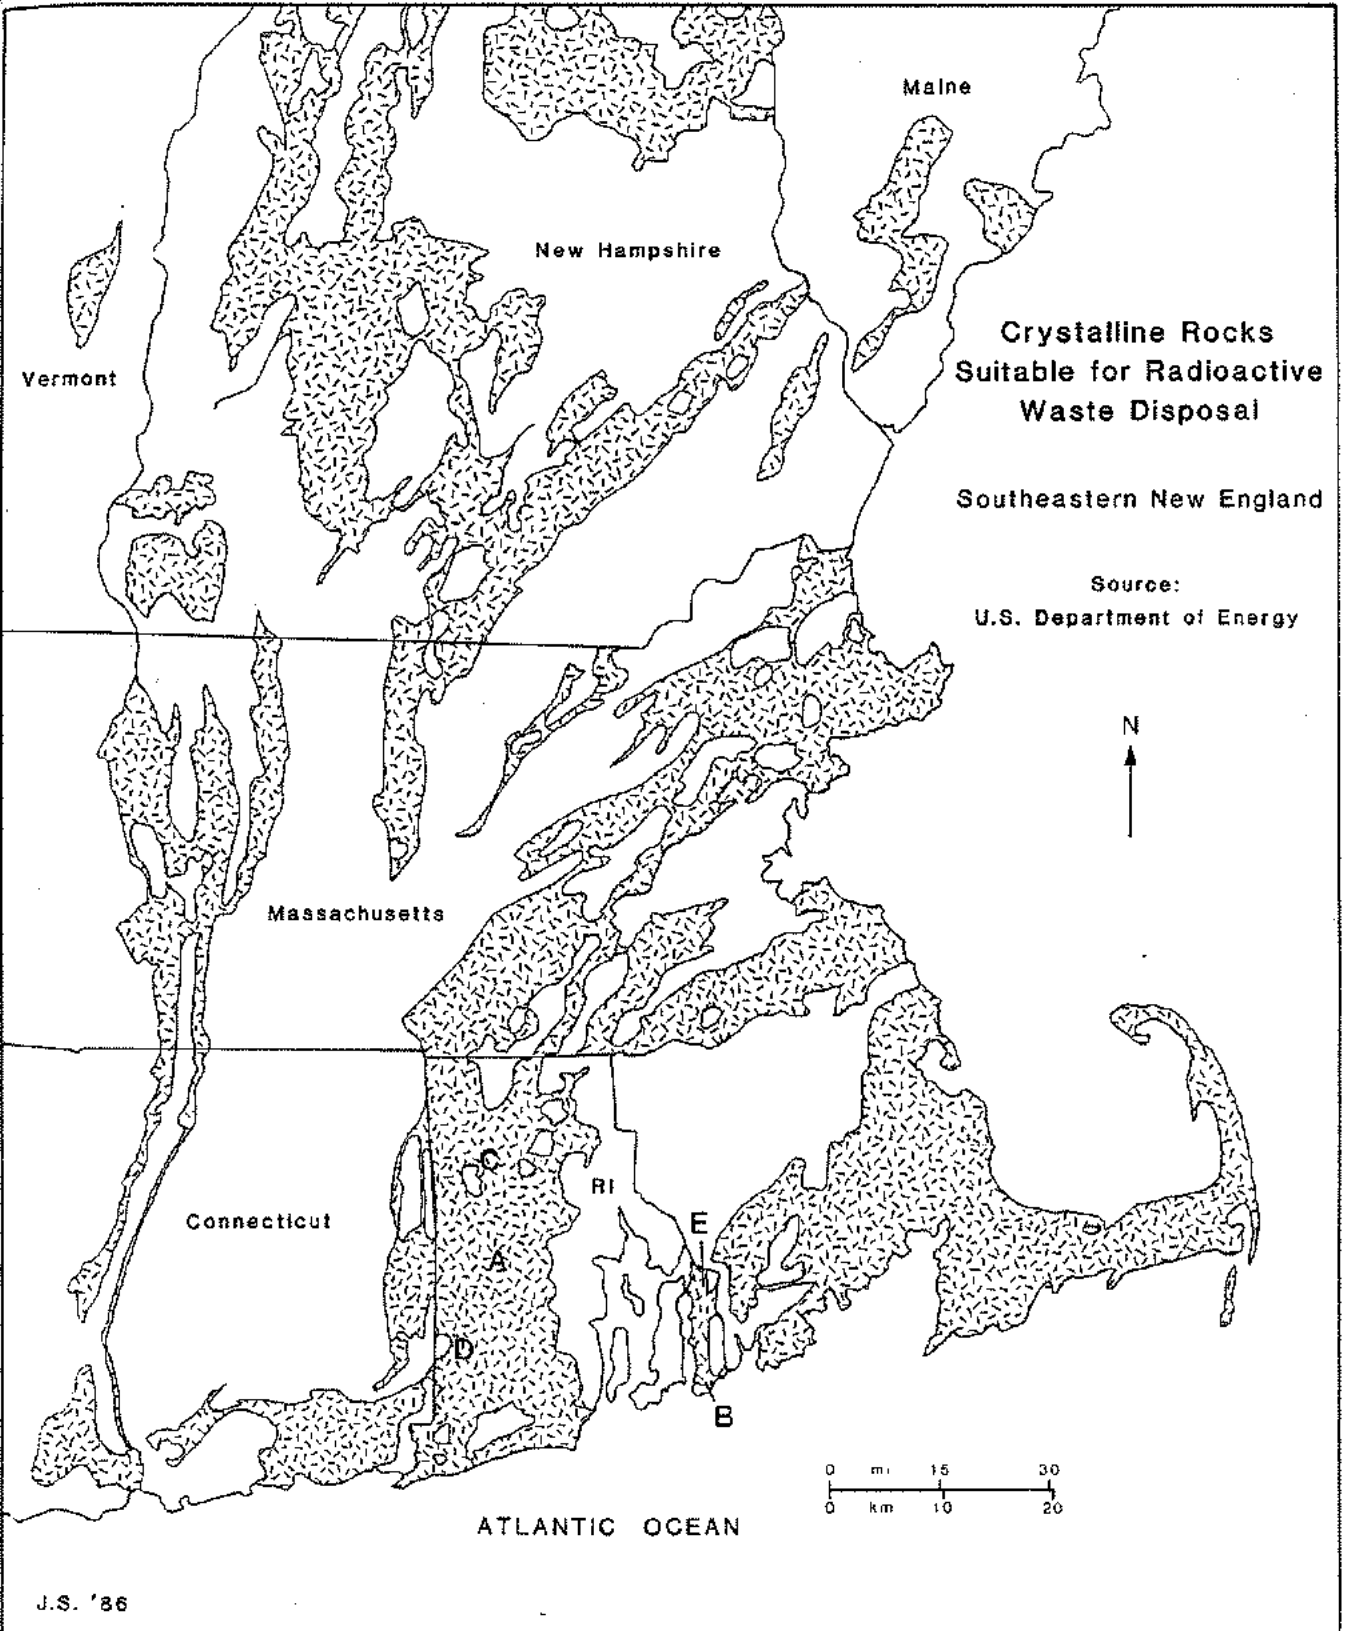 Maine
New Hampshire
Crystalline Rocks
Suitable for Radioactive
Waste Disposal
Vermont
Southeastern New England
Source:
U.S. Department of Energy
N
Massachusetts
C
RI
Connecticut
E
A
D
B
0 mi 15 30
0 km 10 20
ATLANTIC OCEAN
J.S. '86